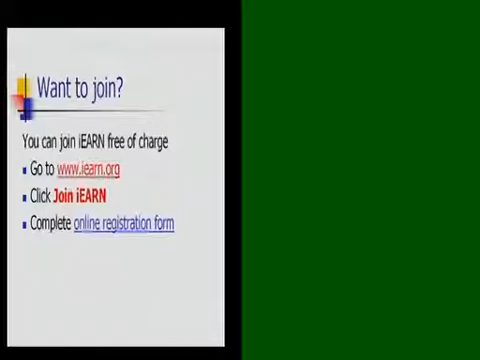 Want to join?
You can join iEARN free of charge
Go to www.iearn.org
Click Join iEARN
Complete online registration form